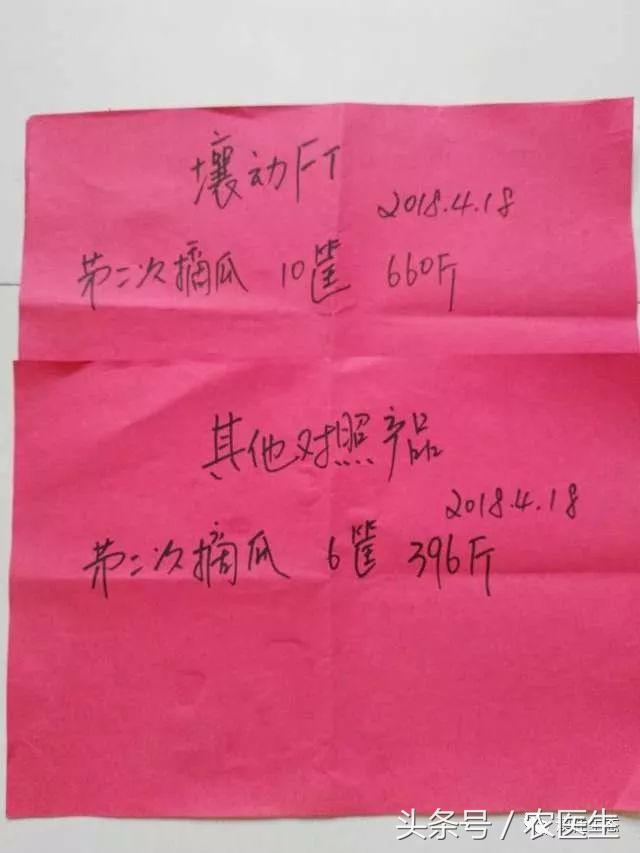 壤动FT
2018.4.18
第二次摘瓜 10筐 660斤
其他对照产品
2018.4.18
第二次摘瓜 6筐 396斤
头条号/农医生